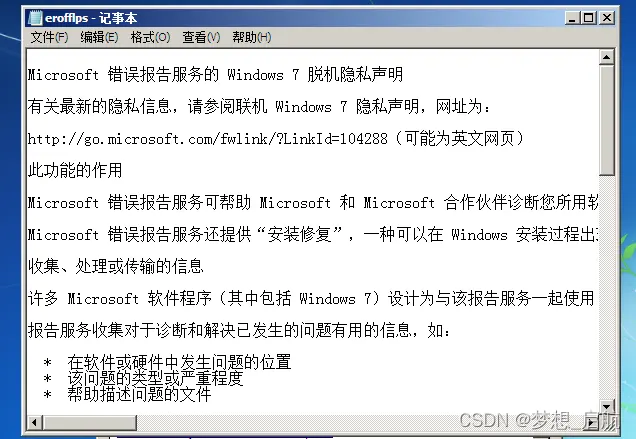 erofflps - 记事本
文件(F) 编辑(E) 格式(O) 查看(V) 帮助(H)
Microsoft 错误报告服务的 Windows 7 脱机隐私声明
有关最新的隐私信息，请参阅联机 Windows 7 隐私声明，网址为：
http://go.microsoft.com/fwlink/?LinkId=104288（可能为英文网页）
此功能的作用
Microsoft 错误报告服务可帮助 Microsoft 和 Microsoft 合作伙伴诊断您所用软
Microsoft 错误报告服务还提供“安装修复”，一种可以在 Windows 安装过程出
收集、处理或传输的信息
许多 Microsoft 软件程序（其中包括 Windows 7）设计为与该报告服务一起使用
报告服务收集对于诊断和解决已发生的问题有用的信息，如：
* 在软件或硬件中发生问题的位置
* 该问题的类型或严重程度
* 帮助描述问题的文件
CSDN @梦想_启航